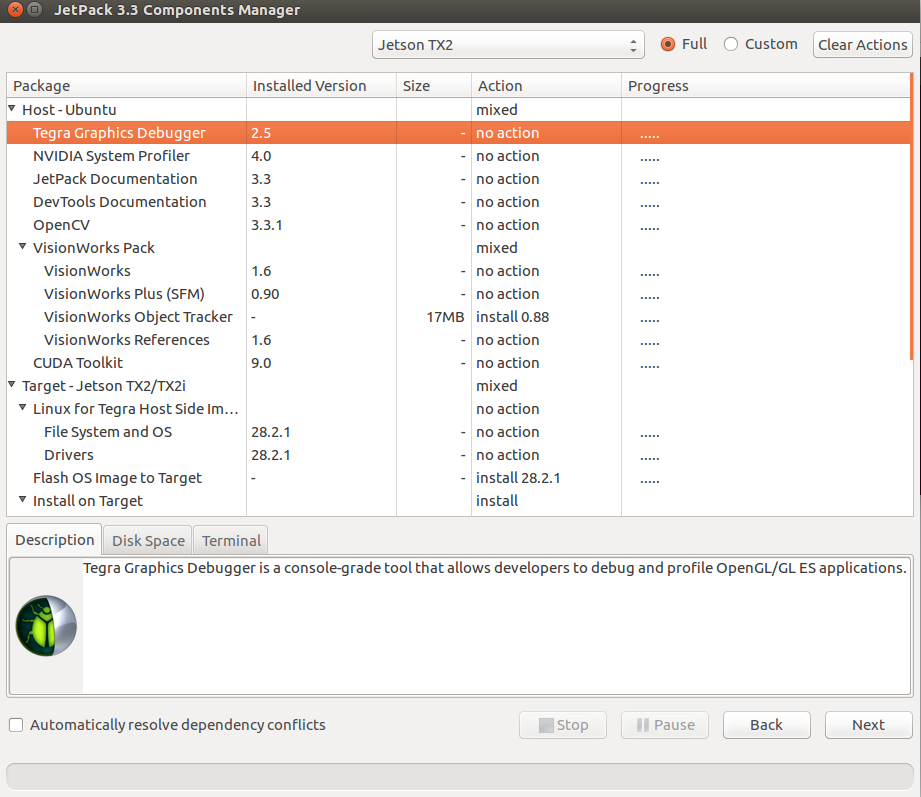 JetPack 3.3 Components Manager
Jetson TX2 Full Custom Clear Actions
Package Installed Version Size Action Progress
Host - Ubuntu mixed
Tegra Graphics Debugger 2.5 - no action .....
NVIDIA System Profiler 4.0 - no action .....
JetPack Documentation 3.3 - no action .....
DevTools Documentation 3.3 - no action .....
OpenCV 3.3.1 - no action .....
VisionWorks Pack mixed
VisionWorks 1.6 - no action .....
VisionWorks Plus (SFM) 0.90 - no action .....
VisionWorks Object Tracker - 17MB install 0.88 .....
VisionWorks References 1.6 - no action .....
CUDA Toolkit 9.0 - no action .....
Target - Jetson TX2/TX2i mixed
Linux for Tegra Host Side Im... no action
File System and OS 28.2.1 - no action .....
Drivers 28.2.1 - no action .....
Flash OS Image to Target - - install 28.2.1 .....
Install on Target install
Description Disk Space Terminal
Tegra Graphics Debugger is a console-grade tool that allows developers to debug and profile OpenGL/GL ES applications.
Automatically resolve dependency conflicts Stop Pause Back Next